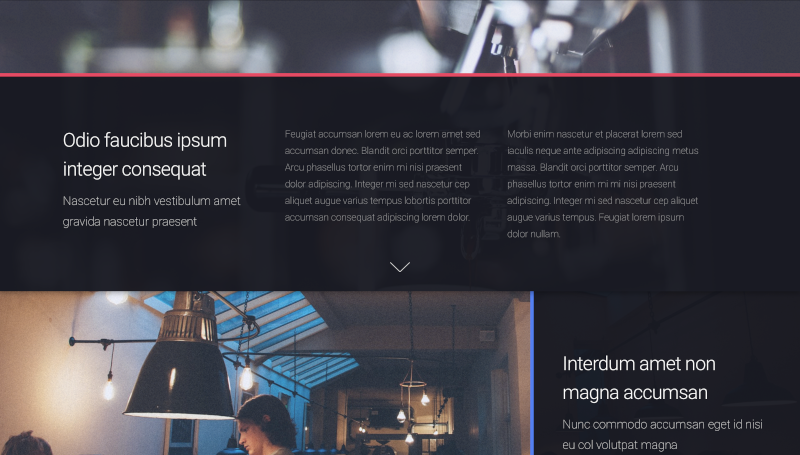 Odio faucibus ipsum
integer consequat
Nascetur eu nibh vestibulum amet
gravida nascetur praesent
Feugiat accumsan lorem eu ac lorem amet sed
accumsan donec. Blandit orci porttitor semper.
Arcu phasellus tortor enim mi nisi praesent
dolor adipiscing. Integer mi sed nascetur cep
aliquet augue varius tempus lobortis porttitor
accumsan consequat adipiscing lorem dolor.
Morbi enim nascetur et placerat lorem sed
iaculis neque ante adipiscing adipiscing metus
massa. Blandit orci porttitor semper. Arcu
phasellus tortor enim mi mi nisi praesent
adipiscing. Integer mi sed nascetur cep aliquet
augue varius tempus. Feugiat lorem ipsum
dolor nullam.
Interdum amet non
magna accumsan
Nunc commodo accumsan eget id nisi
eu col volutpat magna